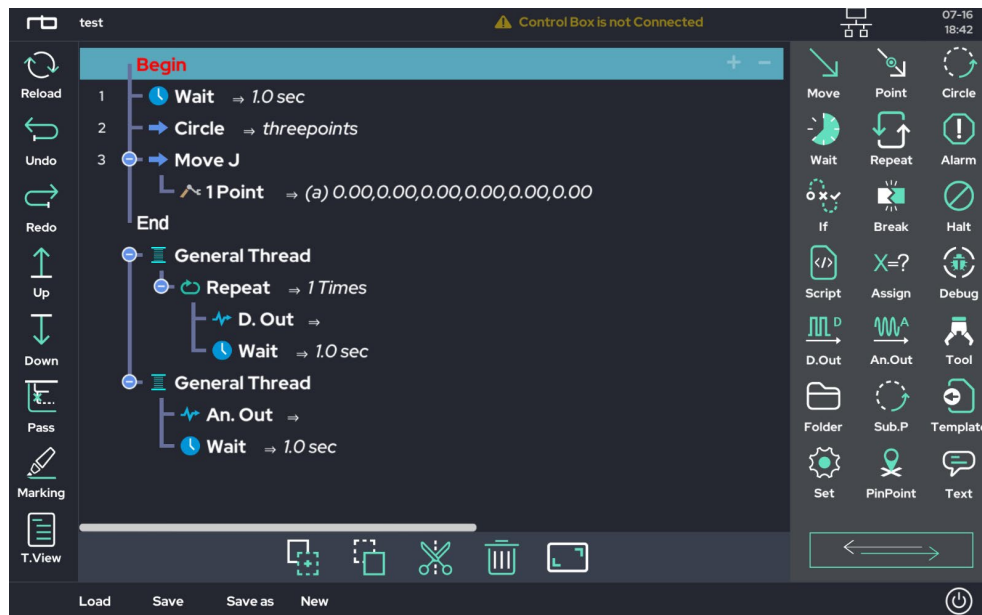 test
Control Box is not Connected
07-16
18:42
Reload
Undo
Redo
Up
Down
Pass
Marking
T.View
Begin + −
1 Wait ⇒ 1.0 sec
2 Circle ⇒ threepoints
3 Move J
1 Point ⇒ (a) 0.00,0.00,0.00,0.00,0.00,0.00
End
General Thread
Repeat ⇒ 1 Times
D. Out ⇒
Wait ⇒ 1.0 sec
General Thread
An. Out ⇒
Wait ⇒ 1.0 sec
Move Point Circle
Wait Repeat Alarm
If Break Halt
</>
X=?
Script Assign Debug
D A
D.Out An.Out Tool
Folder Sub.P Template
Set PinPoint Text
Load Save Save as New